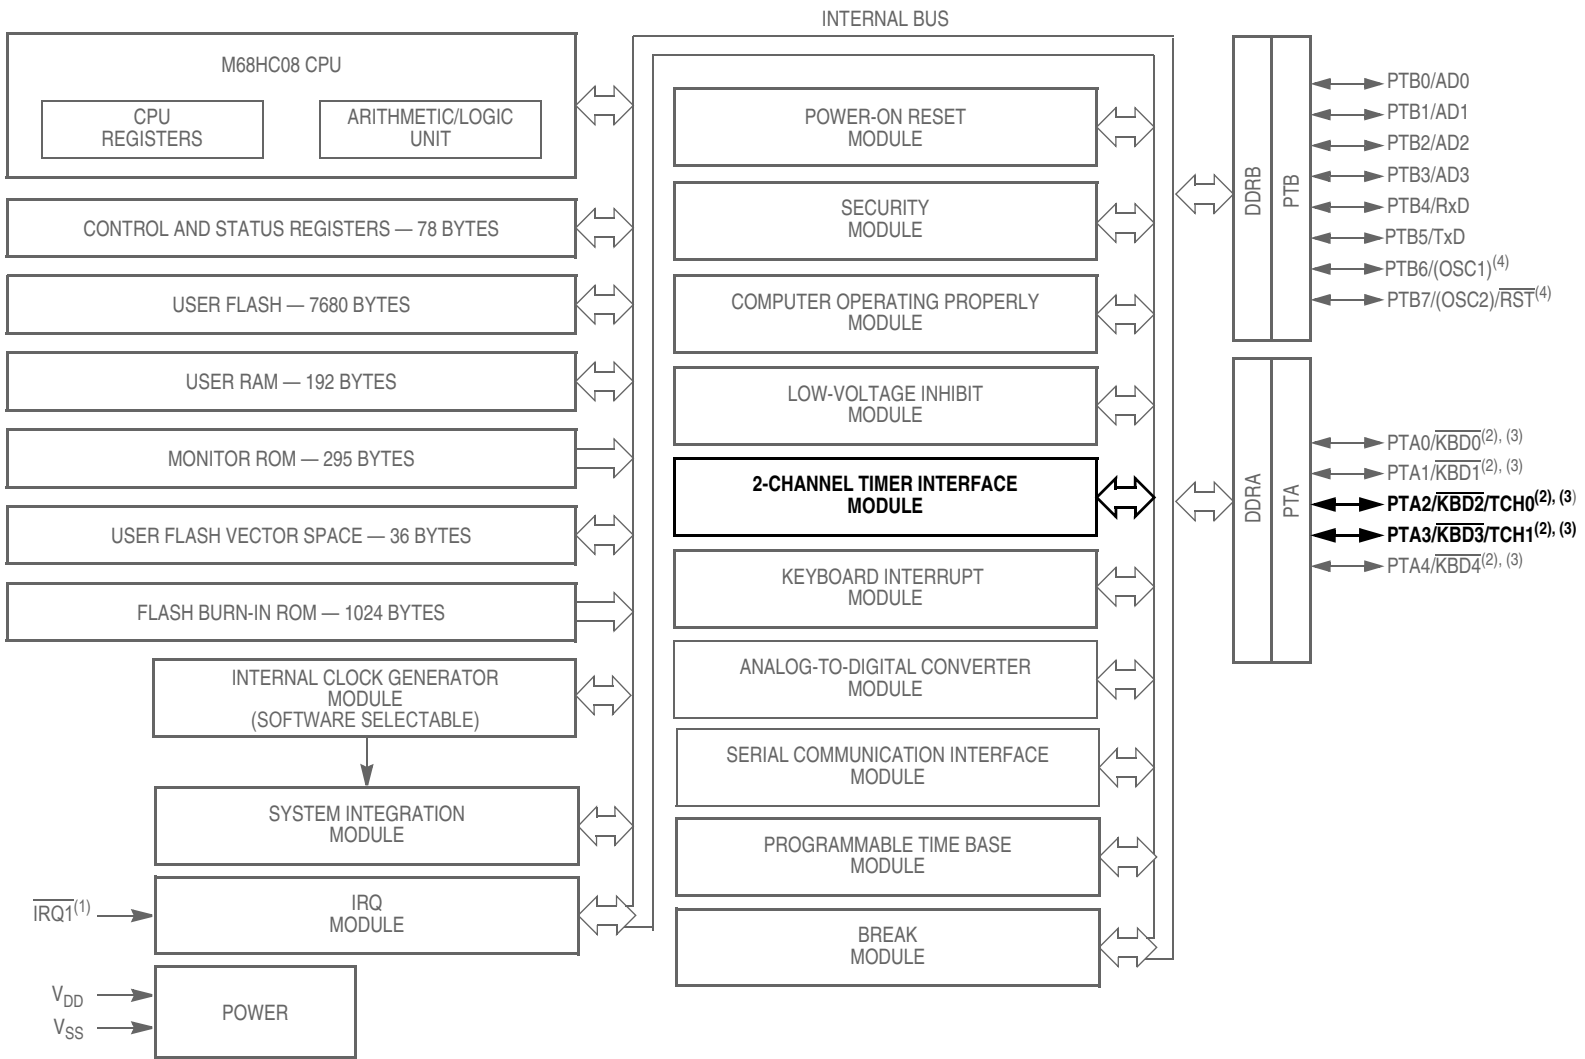 INTERNAL BUS
M68HC08 CPU
CPU
REGISTERS
ARITHMETIC/LOGIC
UNIT
CONTROL AND STATUS REGISTERS — 78 BYTES
USER FLASH — 7680 BYTES
USER RAM — 192 BYTES
MONITOR ROM — 295 BYTES
USER FLASH VECTOR SPACE — 36 BYTES
FLASH BURN-IN ROM — 1024 BYTES
INTERNAL CLOCK GENERATOR
MODULE
(SOFTWARE SELECTABLE)
SYSTEM INTEGRATION
MODULE
IRQ1(1)
IRQ
MODULE
VDD
VSS
POWER
POWER-ON RESET
MODULE
SECURITY
MODULE
COMPUTER OPERATING PROPERLY
MODULE
LOW-VOLTAGE INHIBIT
MODULE
2-CHANNEL TIMER INTERFACE
MODULE
KEYBOARD INTERRUPT
MODULE
ANALOG-TO-DIGITAL CONVERTER
MODULE
SERIAL COMMUNICATION INTERFACE
MODULE
PROGRAMMABLE TIME BASE
MODULE
BREAK
MODULE
DDRB
PTB
PTB0/AD0
PTB1/AD1
PTB2/AD2
PTB3/AD3
PTB4/RxD
PTB5/TxD
PTB6/(OSC1)(4)
PTB7/(OSC2)/RST(4)
DDRA
PTA
PTA0/KBD0(2), (3)
PTA1/KBD1(2), (3)
PTA2/KBD2/TCH0(2), (3)
PTA3/KBD3/TCH1(2), (3)
PTA4/KBD4(2), (3)